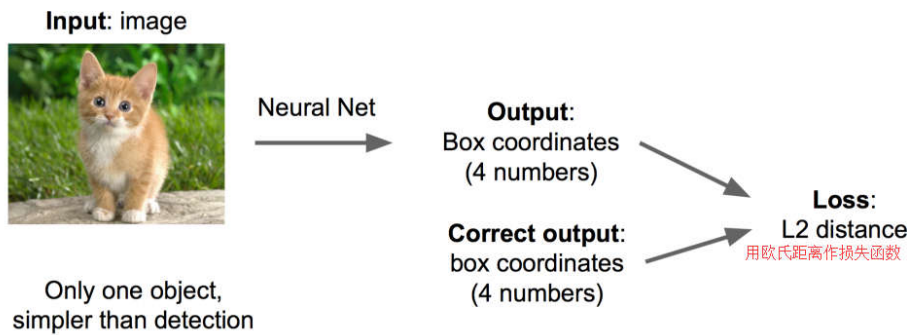 Input: image
Neural Net
Output:
Box coordinates
(4 numbers)
Correct output:
box coordinates
(4 numbers)
Loss:
L2 distance
用欧氏距离作损失函数
Only one object,
simpler than detection